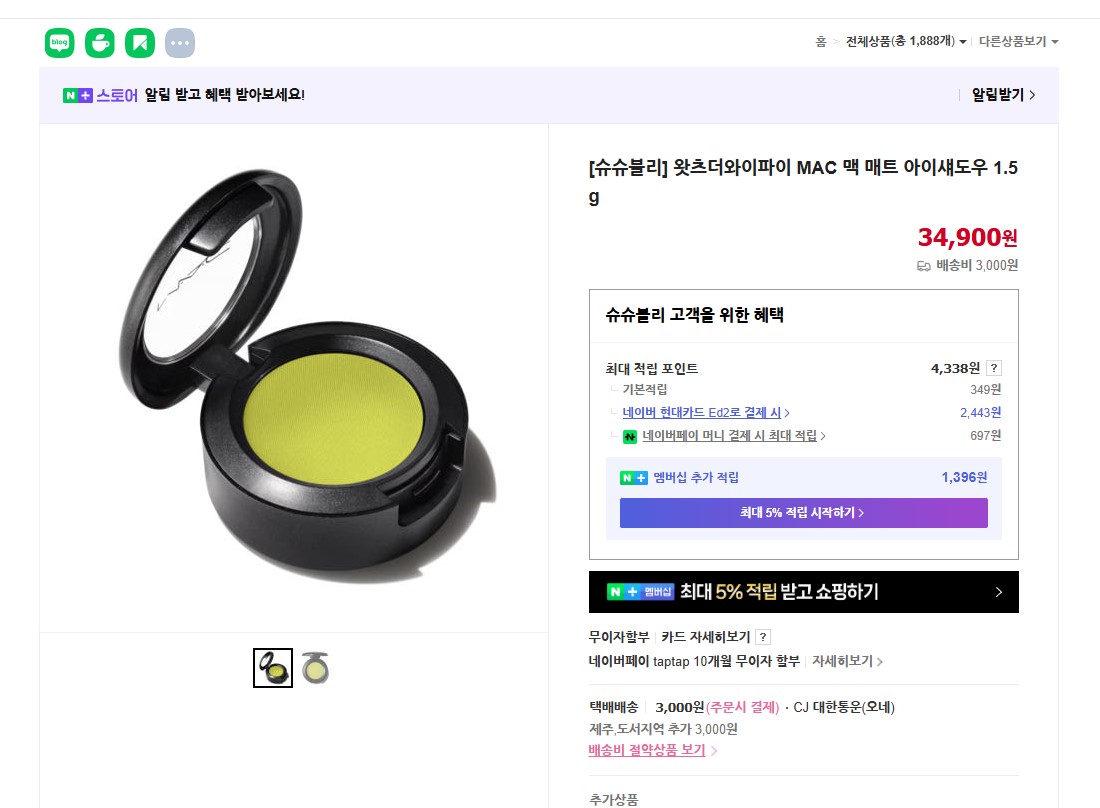 blog
홈 > 전체상품(총 1,888개) 다른상품보기
N+ 스토어 알림 받고 혜택 받아보세요!
알림받기 >
[슈슈블리] 왓츠더와이파이 MAC 맥 매트 아이섀도우 1.5
g
34,900원
배송비 3,000원
슈슈블리 고객을 위한 혜택
최대 적립 포인트 4,338원 ?
기본적립 349원
네이버 현대카드 Ed2로 결제 시 > 2,443원
네이버페이 머니 결제 시 최대 적립 > 697원
N+ 멤버십 추가 적립 1,396원
최대 5% 적립 시작하기 >
N+ 멤버십 최대 5% 적립 받고 쇼핑하기 >
무이자할부 카드 자세히보기 ?
네이버페이 taptap 10개월 무이자 할부 자세히보기 >
택배배송 3,000원(주문시 결제) · CJ 대한통운(오네)
제주,도서지역 추가 3,000원
배송비 절약상품 보기 >
추가상품
MAC